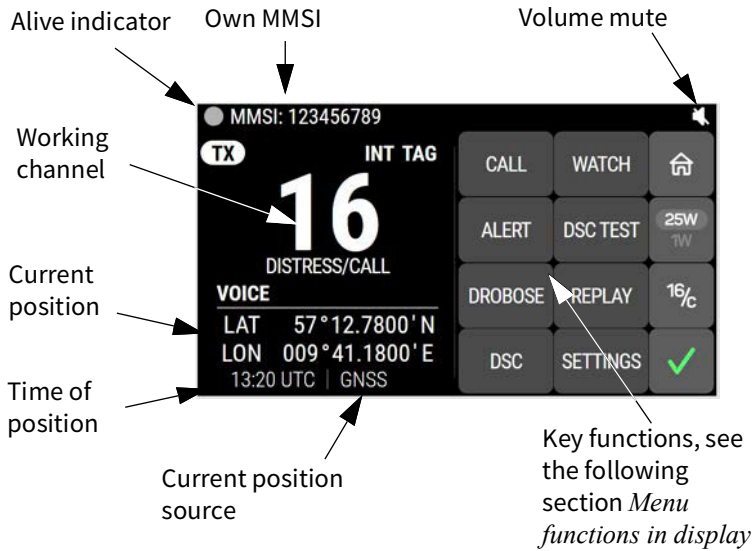 Alive indicator
Own MMSI
Volume mute
MMSI: 123456789
Working
channel
TX
INT TAG
16
DISTRESS/CALL
VOICE
Current
position
LAT 57°12.7800'N
LON 009°41.1800'E
13:20 UTC | GNSS
Time of
position
CALL WATCH
ALERT DSC TEST 25W
1W
DROBOSE REPLAY 16/c
DSC SETTINGS
Current position
source
Key functions, see
the following
section Menu
functions in display